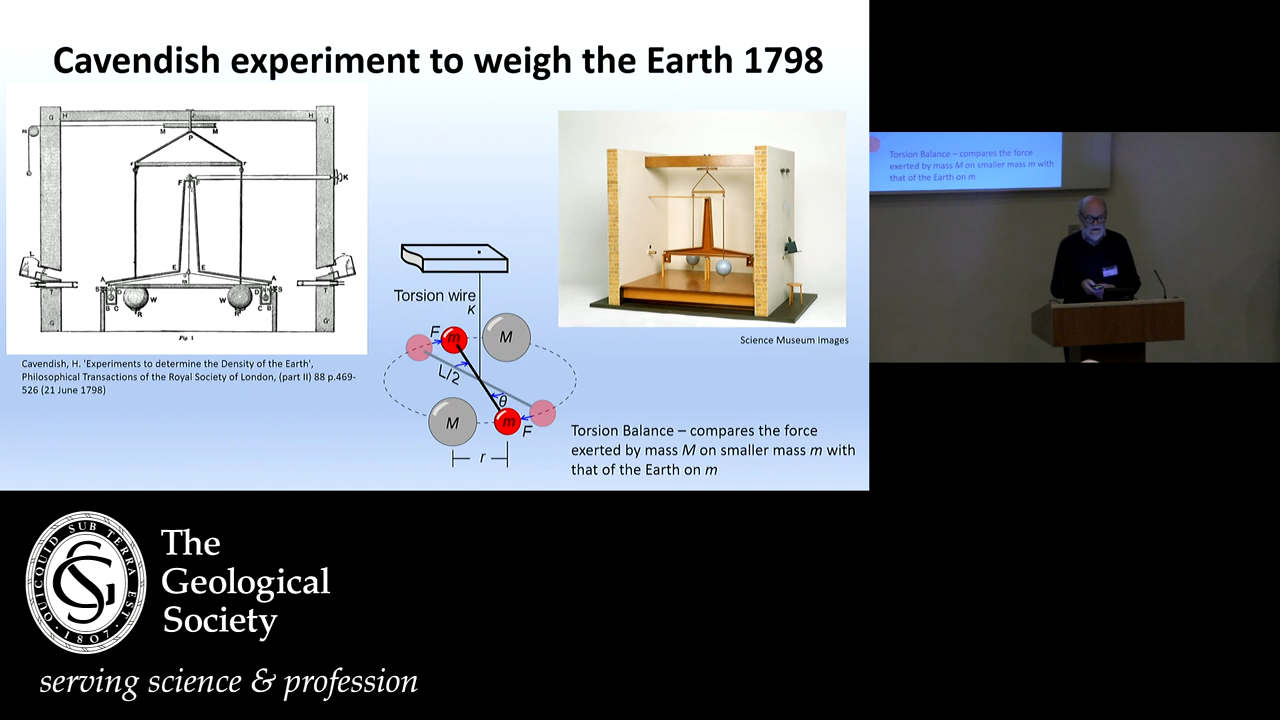 Cavendish experiment to weigh the Earth 1798
G
H
H
G
M
M
P
r
r
F
F
K
E
E
A
A
S
S
D
D
W
W
T
T
B
C
C
B
R
R
G
G
Fig. 1
Cavendish, H. 'Experiments to determine the Density of the Earth',
Philosophical Transactions of the Royal Society of London, (part II) 88 p.469-
526 (21 June 1798)
Torsion wire
κ
F
m
M
L/2
θ
M
m
F
r
Science Museum Images
Torsion Balance – compares the force
exerted by mass M on smaller mass m with
that of the Earth on m
Torsion Balance – compares the force
exerted by mass M on smaller mass m with
that of the Earth on m
QUICQUID SUB TERRA EST
· 1807 ·
GS
The
Geological
Society
serving science & profession